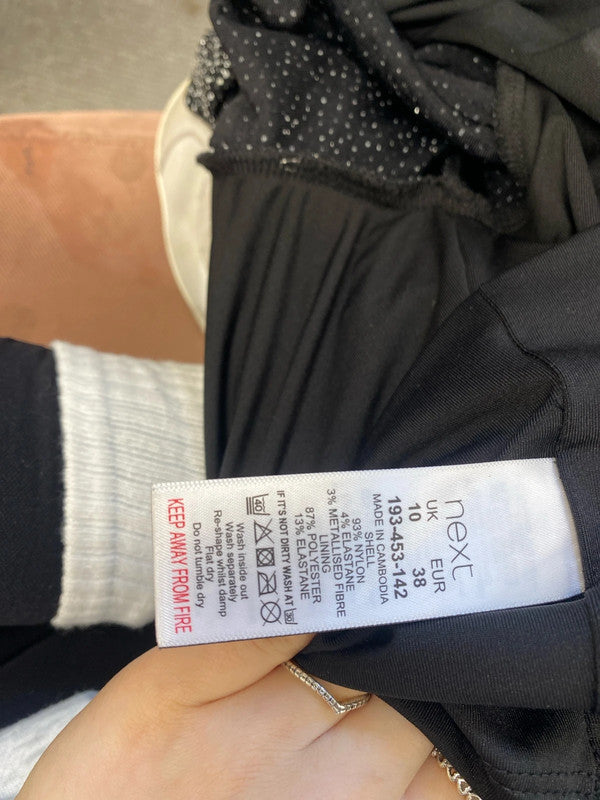 next
UK EUR
10 38
193-453-142
MADE IN CAMBODIA
SHELL
93% NYLON
4% ELASTANE
3% METALLISED FIBRE
LINING
87% POLYESTER
13% ELASTANE
IF IT'S NOT DIRTY WASH AT 30
40
Wash inside out
Wash separately
Re-shape whilst damp
Flat dry
Do not tumble dry
KEEP AWAY FROM FIRE